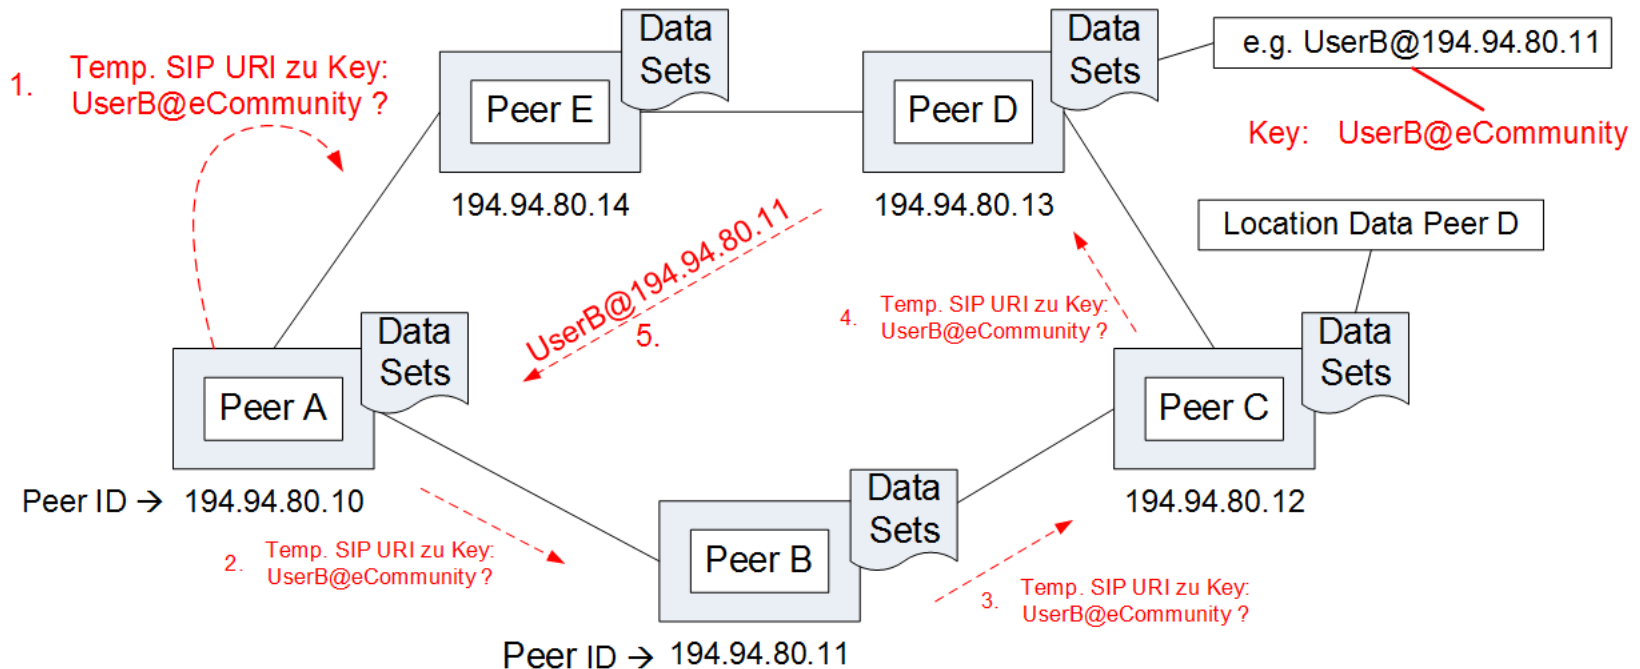 1.
Temp. SIP URI zu Key:
UserB@eCommunity ?
Data
Sets
Peer E
194.94.80.14
Data
Sets
Peer D
194.94.80.13
e.g. UserB@194.94.80.11
Key: UserB@eCommunity
Location Data Peer D
UserB@194.94.80.11
5.
4.
Temp. SIP URI zu Key:
UserB@eCommunity ?
Data
Sets
Peer A
Peer ID → 194.94.80.10
Data
Sets
Peer C
194.94.80.12
2.
Temp. SIP URI zu Key:
UserB@eCommunity ?
Data
Sets
Peer B
Peer ID → 194.94.80.11
3.
Temp. SIP URI zu Key:
UserB@eCommunity ?